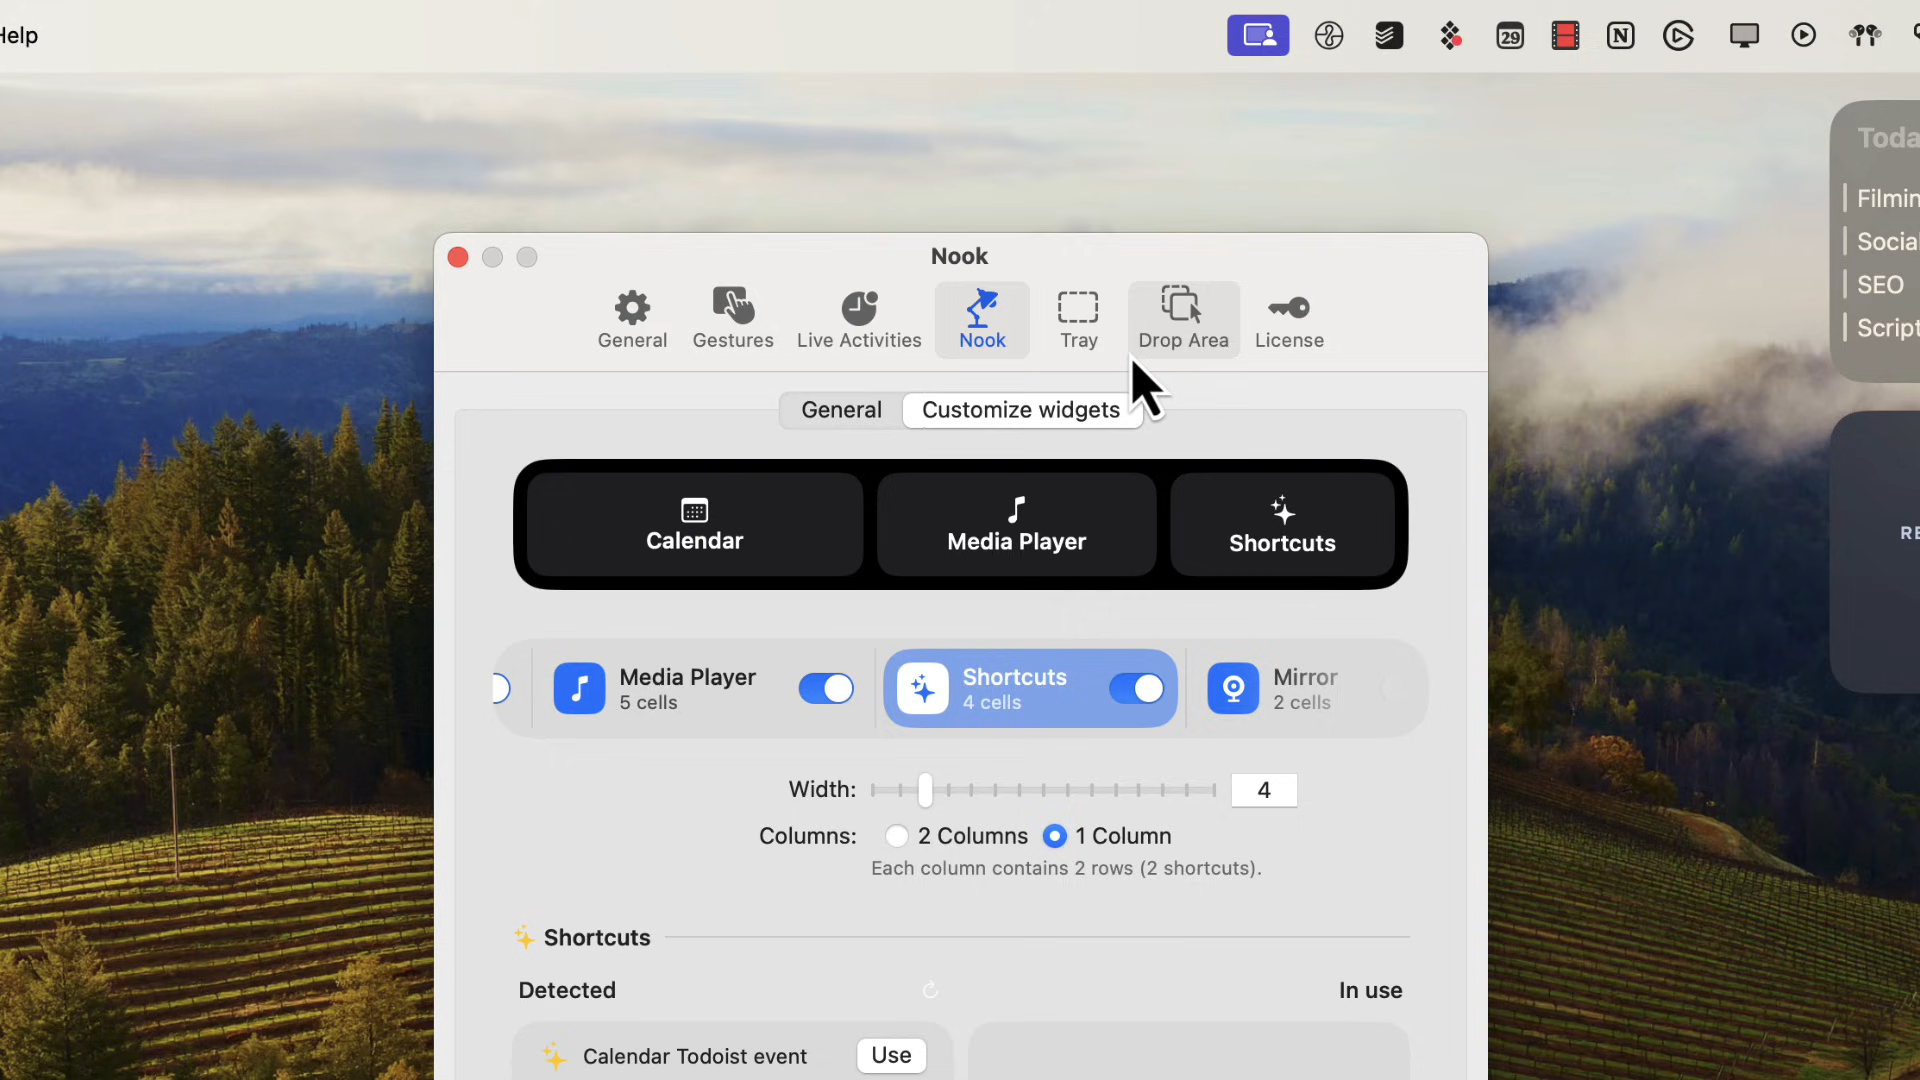 Help
29
N
Toda
Filmin
Social
SEO
Script
RE
Nook
General
Gestures
Live Activities
Nook
Tray
Drop Area
License
General
Customize widgets
Calendar
Media Player
Shortcuts
Media Player
5 cells
Shortcuts
4 cells
Mirror
2 cells
Width:
4
Columns:
2 Columns
1 Column
Each column contains 2 rows (2 shortcuts).
Shortcuts
Detected
In use
Calendar Todoist event
Use